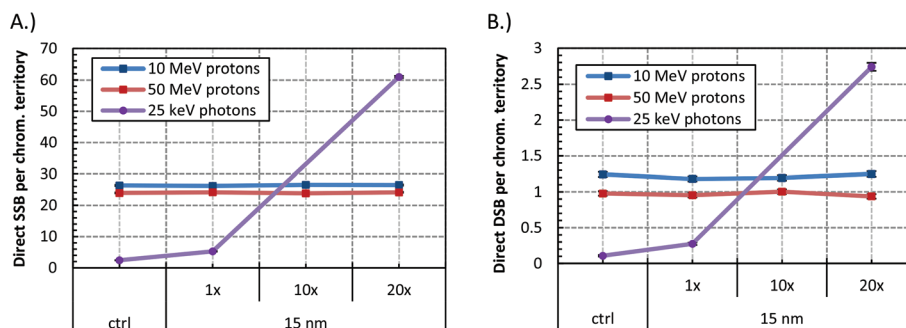 A.)
Direct SSB per chrom. territory
70
60
50
40
30
20
10
0
10 MeV protons
50 MeV protons
25 keV photons
1x
10x
20x
ctrl
15 nm
B.)
Direct DSB per chrom. territory
3
2.5
2
1.5
1
0.5
0
10 MeV protons
50 MeV protons
25 keV photons
1x
10x
20x
ctrl
15 nm